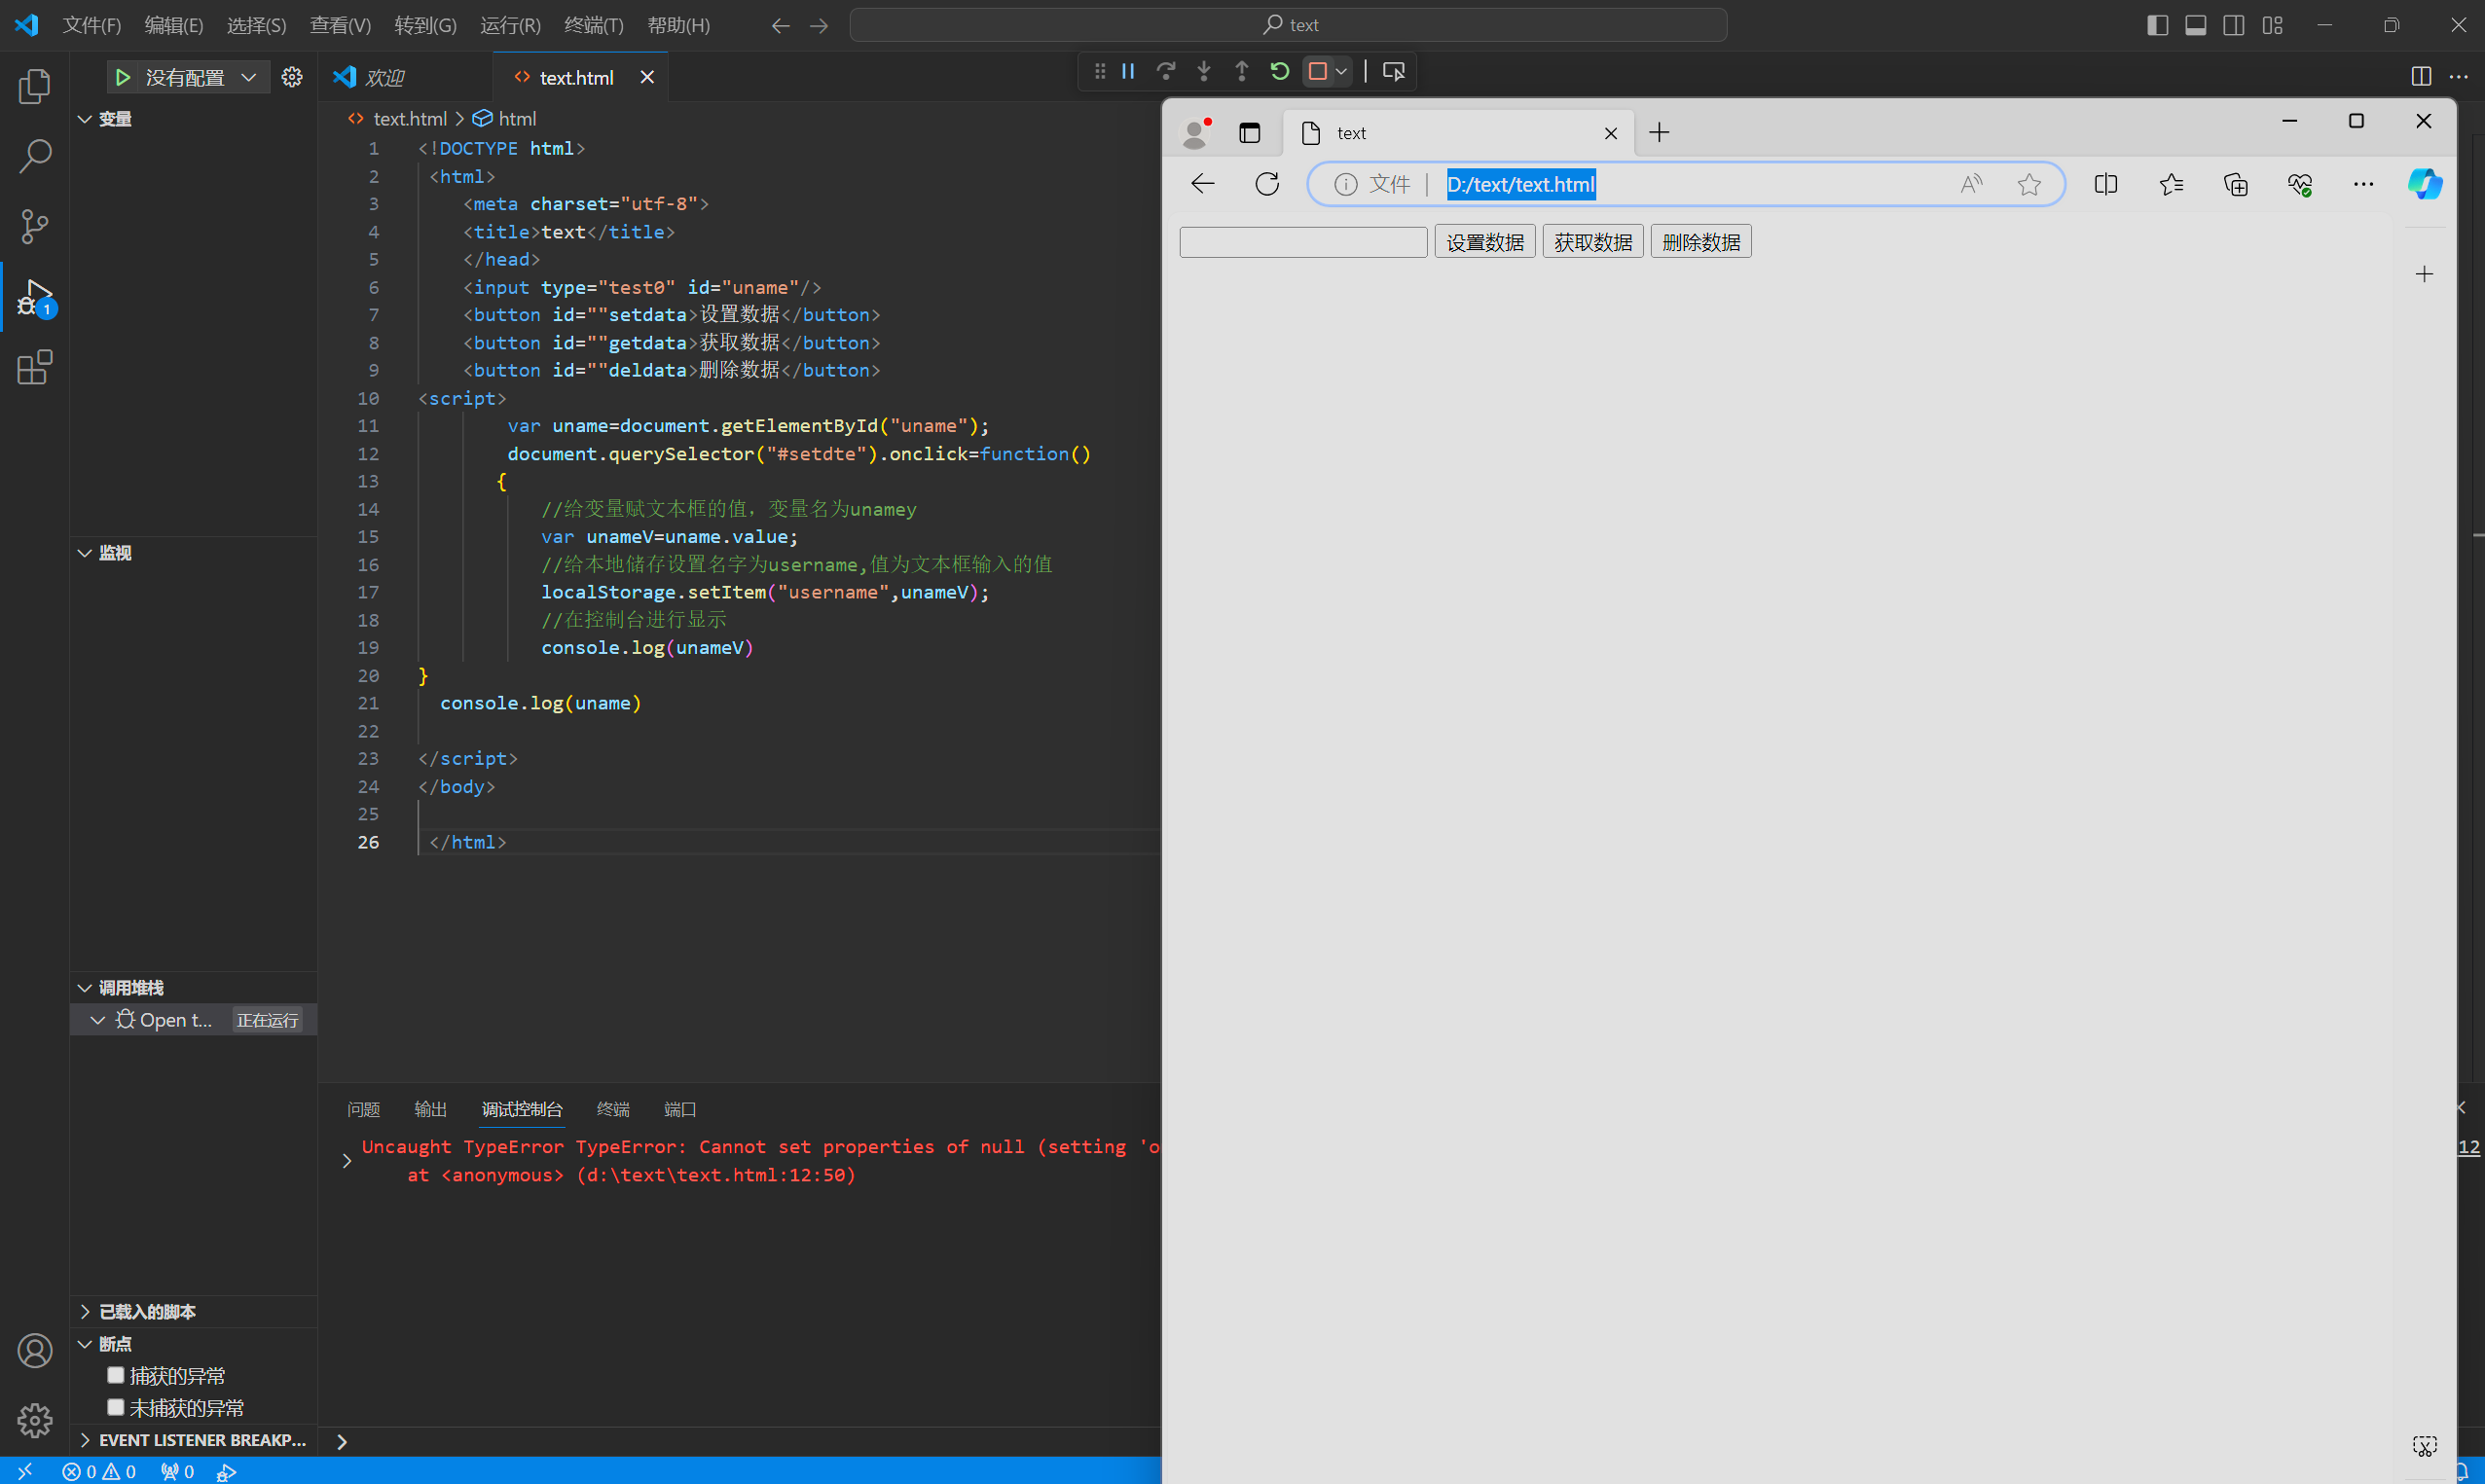 文件(F) 编辑(E) 选择(S) 查看(V) 转到(G) 运行(R) 终端(T) 帮助(H) text
没有配置 欢迎 text.html
变量
text.html html
1 <!DOCTYPE html>
2 <html>
3 <meta charset="utf-8">
4 <title>text</title>
5 </head>
6 <input type="test0" id="uname"/>
7 <button id=""setdata>设置数据</button>
8 <button id=""getdata>获取数据</button>
9 <button id=""deldata>删除数据</button>
10 <script>
11 var uname=document.getElementById("uname");
12 document.querySelector("#setdte").onclick=function()
13 {
14 //给变量赋文本框的值，变量名为unamey
15 var unameV=uname.value;
16 //给本地储存设置名字为username,值为文本框输入的值
17 localStorage.setItem("username",unameV);
18 //在控制台进行显示
19 console.log(unameV)
20 }
21 console.log(uname)
22
23 </script>
24 </body>
25
26 </html>
监视
调用堆栈
Open t... 正在运行
已载入的脚本
断点
捕获的异常
未捕获的异常
EVENT LISTENER BREAKP...
1
问题 输出 调试控制台 终端 端口
Uncaught TypeError TypeError: Cannot set properties of null (setting 'o
at <anonymous> (d:\text\text.html:12:50)
12
0 0 0
text
文件 D:/text/text.html
设置数据 获取数据 删除数据